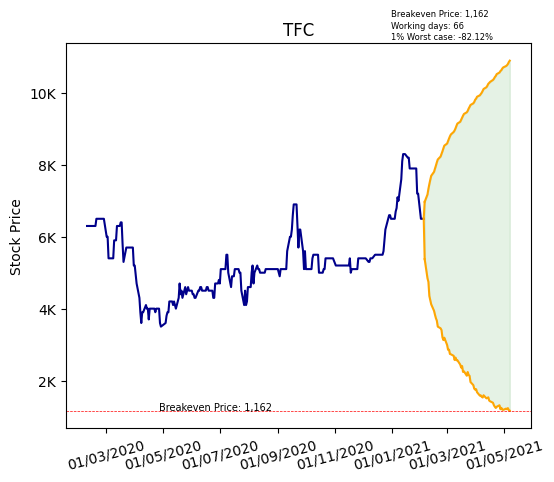 Breakeven Price: 1,162
Working days: 66
1% Worst case: -82.12%
TFC
Stock Price
10K
8K
6K
4K
2K
Breakeven Price: 1,162
01/03/2020
01/05/2020
01/07/2020
01/09/2020
01/11/2020
01/01/2021
01/03/2021
01/05/2021